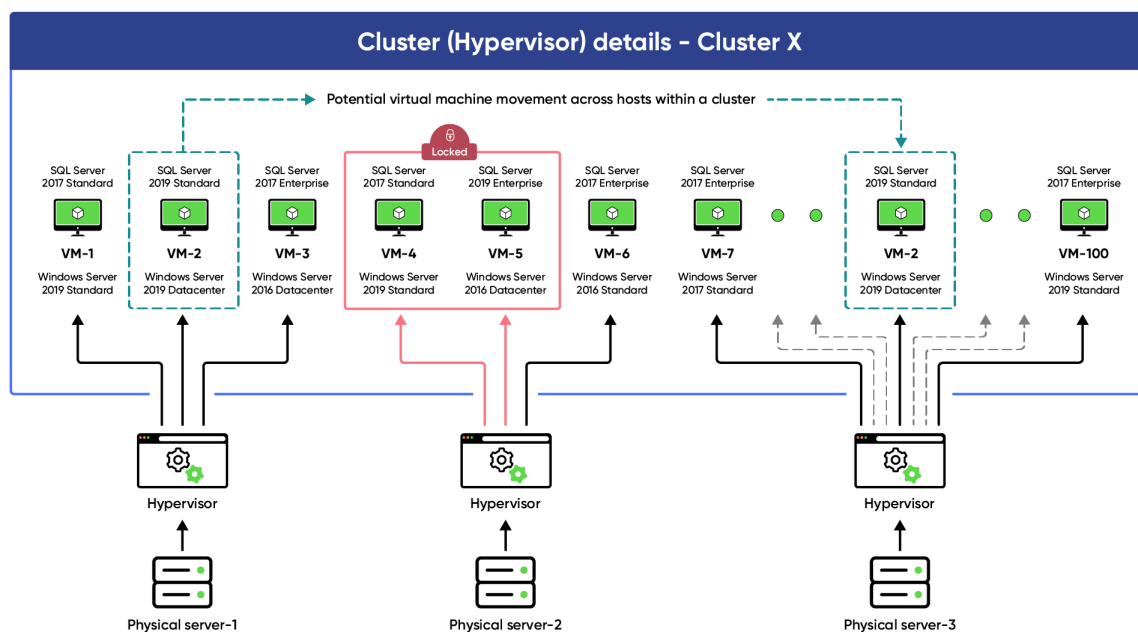 Cluster (Hypervisor) details - Cluster X
Potential virtual machine movement across hosts within a cluster
Locked
SQL Server
2017 Standard
VM-1
Windows Server
2019 Standard
SQL Server
2019 Standard
VM-2
Windows Server
2019 Datacenter
SQL Server
2017 Enterprise
VM-3
Windows Server
2016 Datacenter
SQL Server
2017 Standard
VM-4
Windows Server
2019 Standard
SQL Server
2019 Enterprise
VM-5
Windows Server
2016 Datacenter
SQL Server
2017 Enterprise
VM-6
Windows Server
2016 Standard
SQL Server
2017 Enterprise
VM-7
Windows Server
2017 Standard
SQL Server
2019 Standard
VM-2
Windows Server
2019 Datacenter
SQL Server
2017 Enterprise
VM-100
Windows Server
2019 Standard
Hypervisor
Hypervisor
Hypervisor
Physical server-1
Physical server-2
Physical server-3